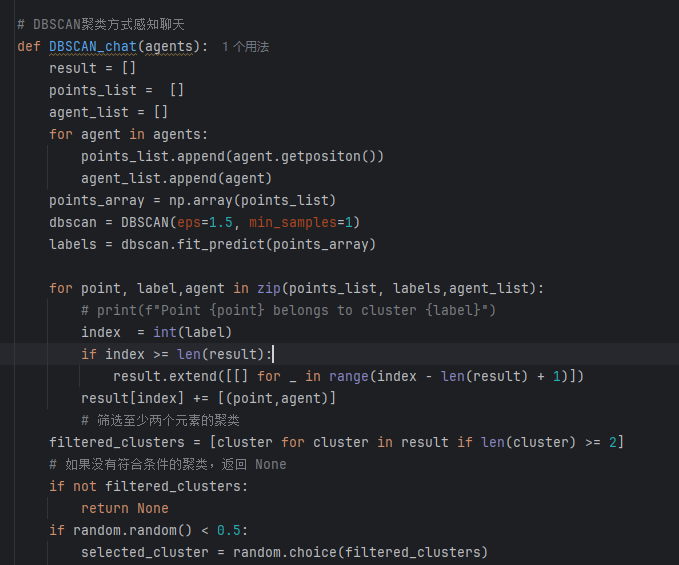 # DBSCAN聚类方式感知聊天
def DBSCAN_chat(agents):  1 个用法
    result = []
    points_list =  []
    agent_list = []
    for agent in agents:
        points_list.append(agent.getpositon())
        agent_list.append(agent)
    points_array = np.array(points_list)
    dbscan = DBSCAN(eps=1.5, min_samples=1)
    labels = dbscan.fit_predict(points_array)

    for point, label,agent in zip(points_list, labels,agent_list):
        # print(f"Point {point} belongs to cluster {label}")
        index  = int(label)
        if index >= len(result):
            result.extend([[] for _ in range(index - len(result) + 1)])
        result[index] += [(point,agent)]
        # 筛选至少两个元素的聚类
    filtered_clusters = [cluster for cluster in result if len(cluster) >= 2]
    # 如果没有符合条件的聚类，返回 None
    if not filtered_clusters:
        return None
    if random.random() < 0.5:
        selected_cluster = random.choice(filtered_clusters)